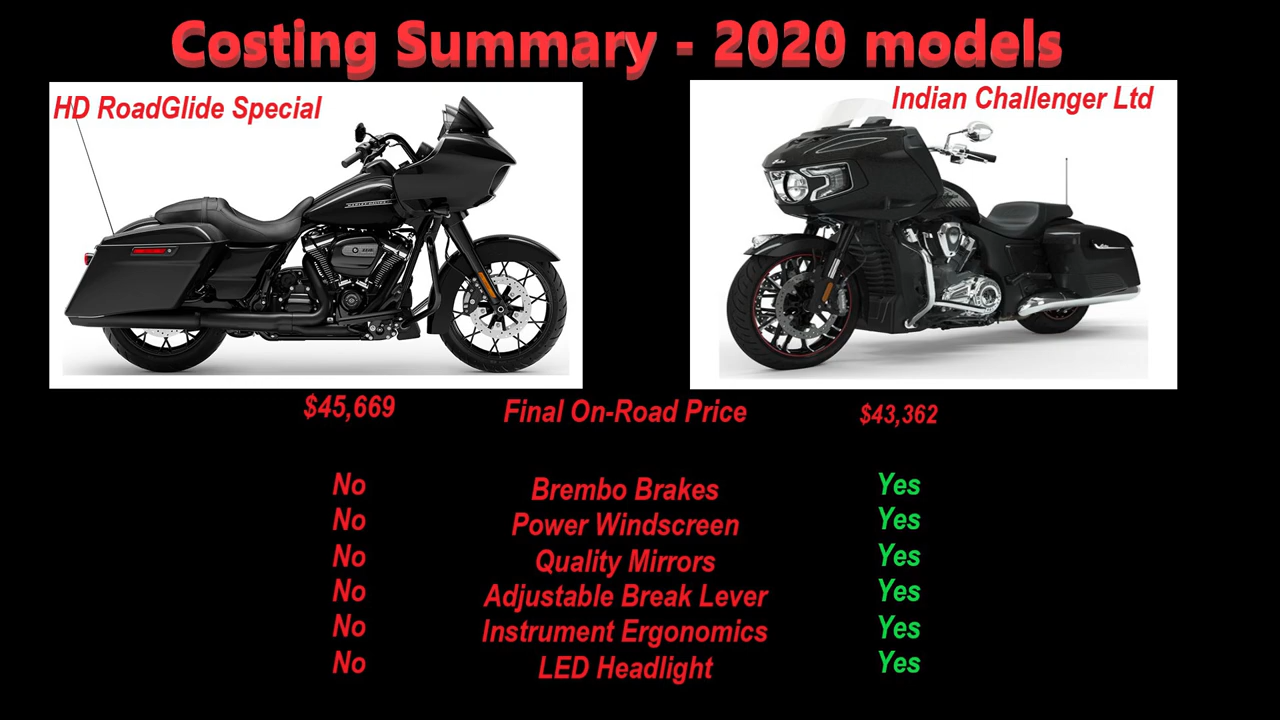 Costing Summary - 2020 models
HD RoadGlide Special
Indian Challenger Ltd
$45,669 Final On-Road Price $43,362
No Brembo Brakes Yes
No Power Windscreen Yes
No Quality Mirrors Yes
No Adjustable Break Lever Yes
No Instrument Ergonomics Yes
No LED Headlight Yes